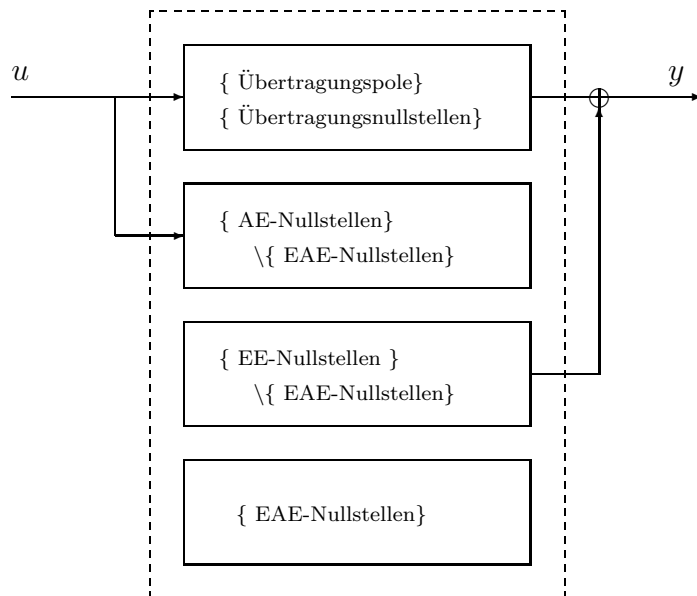 u
y
{ Übertragungspole}
{ Übertragungsnullstellen}
{ AE-Nullstellen}
\{ EAE-Nullstellen}
{ EE-Nullstellen }
\{ EAE-Nullstellen}
{ EAE-Nullstellen}